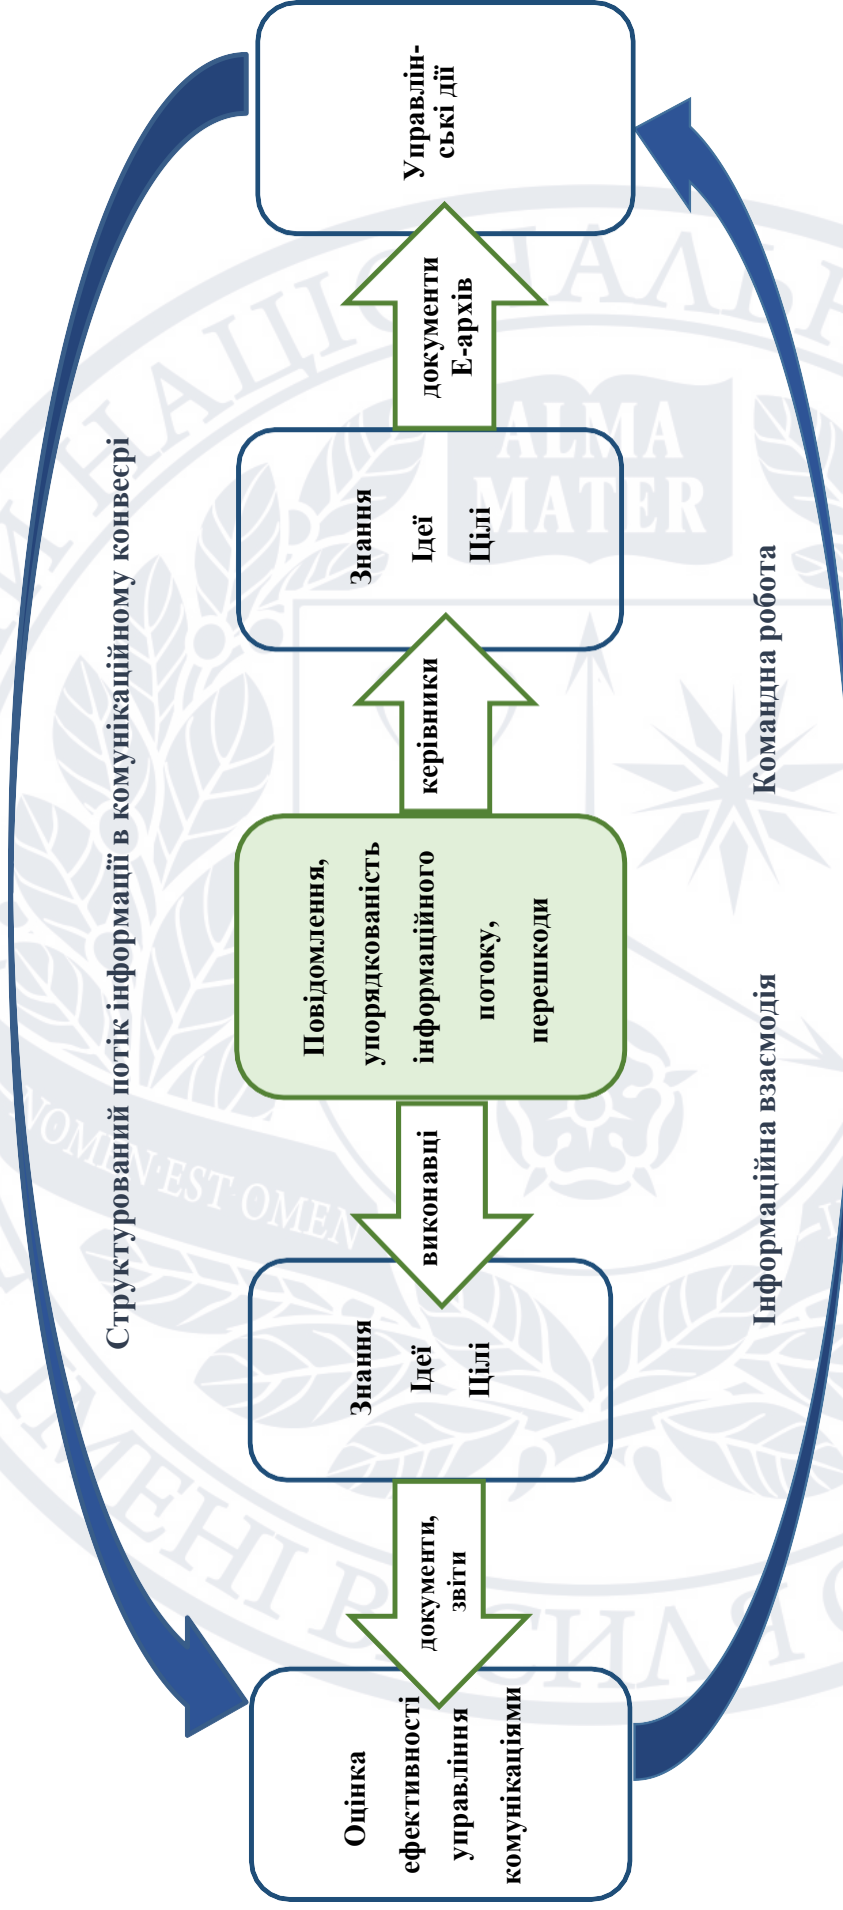 Структурований потік інформації в комунікаційному конвеєрі
Оцінка
ефективності
управління
комунікаціями
документи,
звіти
Знання
Ідеї
Цілі
виконавці
Повідомлення,
упорядкованість
інформаційного
потоку,
перешкоди
керівники
Знання
Ідеї
Цілі
документи
Е-архів
Управлін-
ські дії
Інформаційна взаємодія
Командна робота
ALMA
MATER
NOMEN·EST·OMEN
ІМЕНІ ВАСИЛЯ